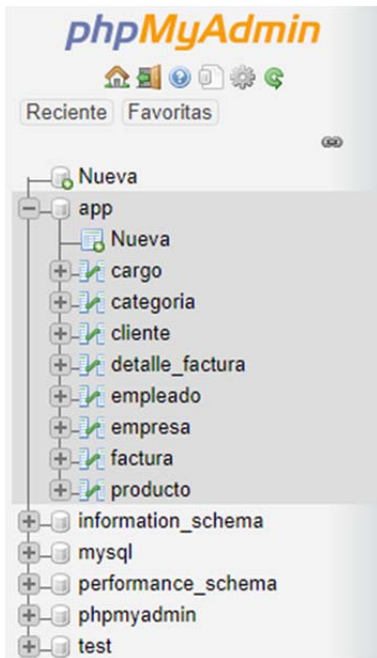 phpMyAdmin
Reciente Favoritas
Nueva
app
Nueva
cargo
categoria
cliente
detalle_factura
empleado
empresa
factura
producto
information_schema
mysql
performance_schema
phpmyadmin
test